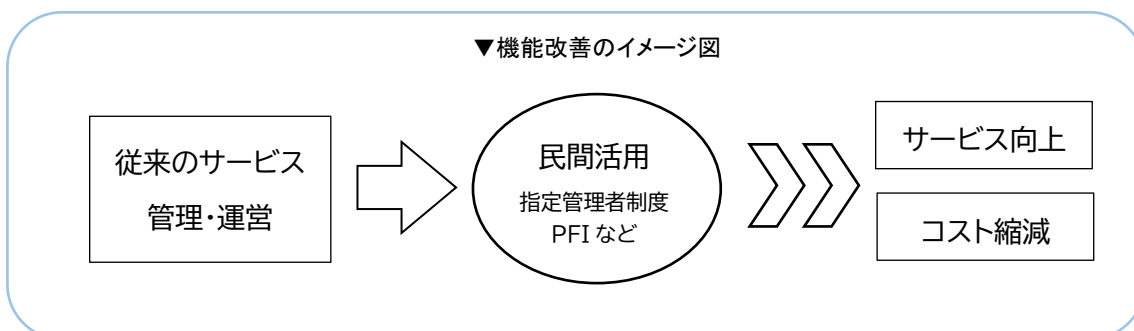 ▼機能改善のイメージ図
従来のサービス
管理・運営
民間活用
指定管理者制度
PFI など
サービス向上
コスト縮減